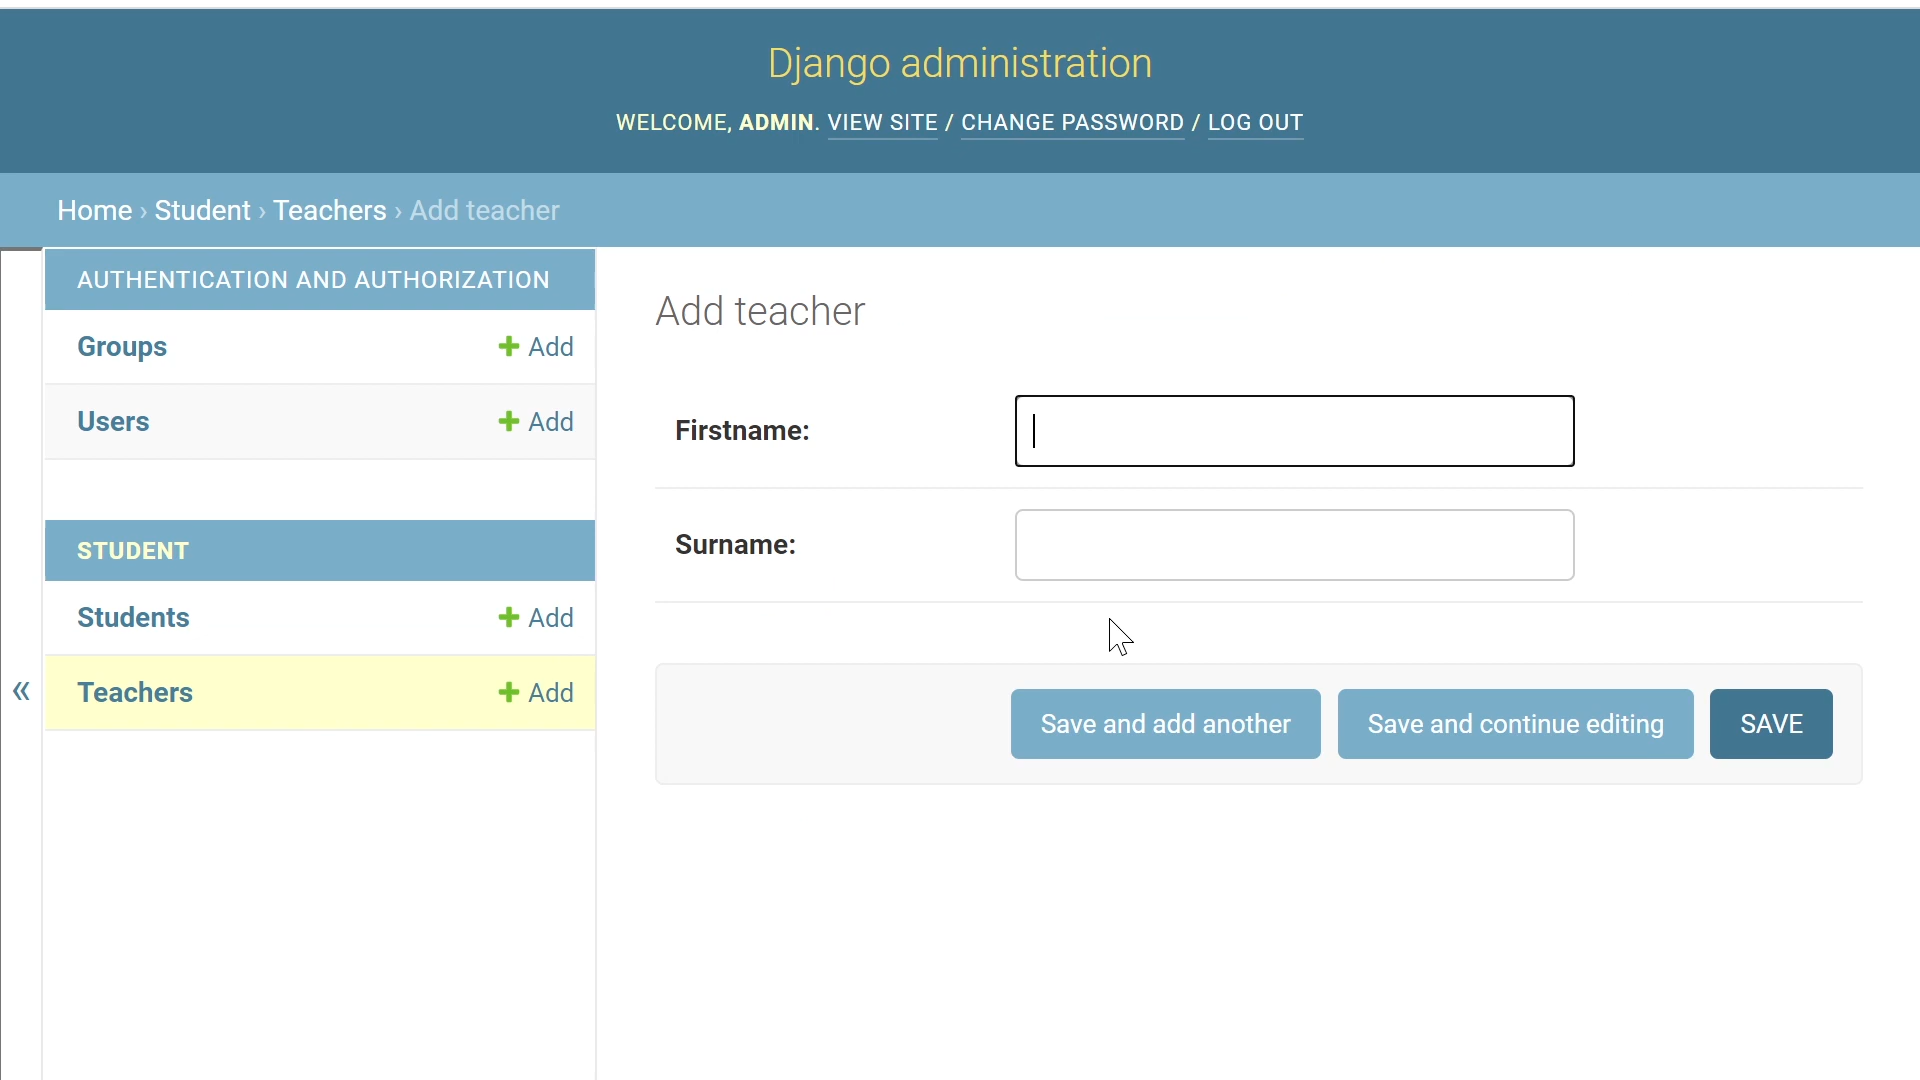 Django administration
WELCOME, ADMIN. VIEW SITE / CHANGE PASSWORD / LOG OUT
Home › Student › Teachers › Add teacher
AUTHENTICATION AND AUTHORIZATION
Groups + Add
Users + Add
STUDENT
Students + Add
Teachers + Add
«
Add teacher
Firstname:
Surname:
Save and add another Save and continue editing SAVE